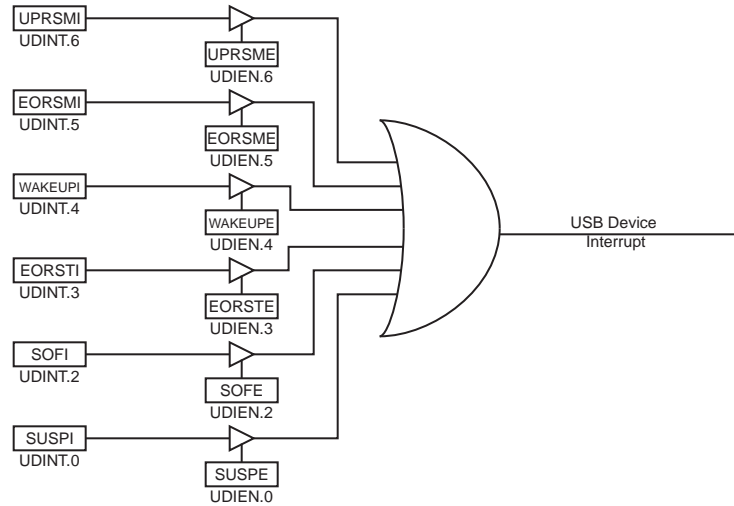 UPRSMI
UDINT.6
UPRSME
UDIEN.6
EORSMI
UDINT.5
EORSME
UDIEN.5
WAKEUPI
UDINT.4
WAKEUPE
UDIEN.4
EORSTI
UDINT.3
EORSTE
UDIEN.3
SOFI
UDINT.2
SOFE
UDIEN.2
SUSPI
UDINT.0
SUSPE
UDIEN.0
USB Device
Interrupt